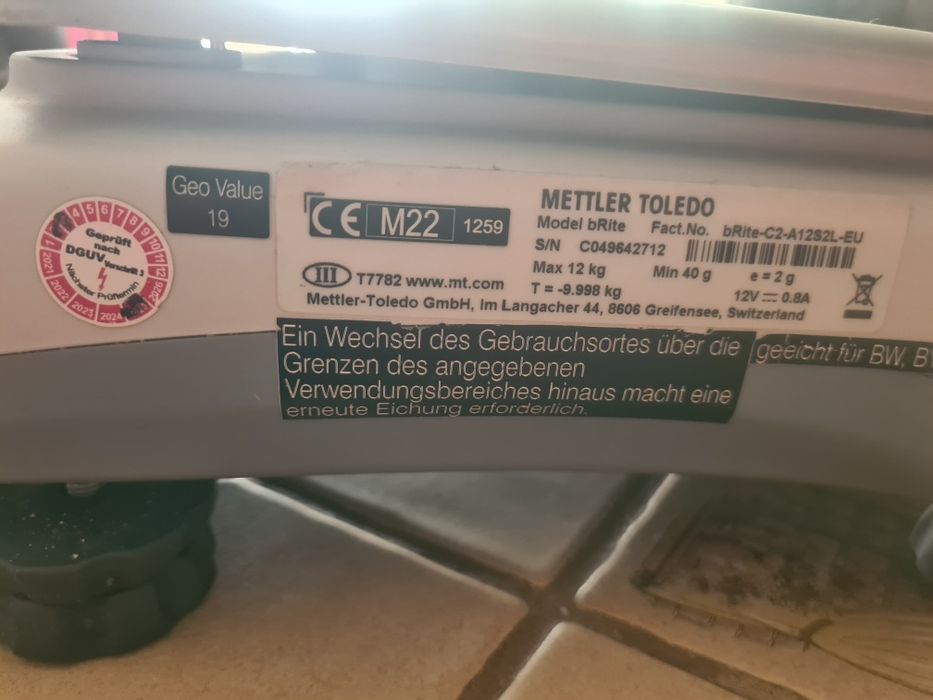 Geo Value
19
CE M22 1259
METTLER TOLEDO
Model bRite Fact.No. bRite-C2-A12S2L-EU
S/N C049642712
Max 12 kg Min 40 g e = 2 g
T = -9.998 kg 12V 0.8A
III T7782 www.mt.com
Mettler-Toledo GmbH, Im Langacher 44, 8606 Greifensee, Switzerland
Ein Wechsel des Gebrauchsortes über die
Grenzen des angegebenen
Verwendungsbereiches hinaus macht eine
erneute Eichung erforderlich.
geeicht für BW, BY
Geprüft
nach
DGUV Vorschrift 3
Nächster Prüftermin
1 4 5 6 7 8 9 10 11 12
2021 2022 2023 2024 2026